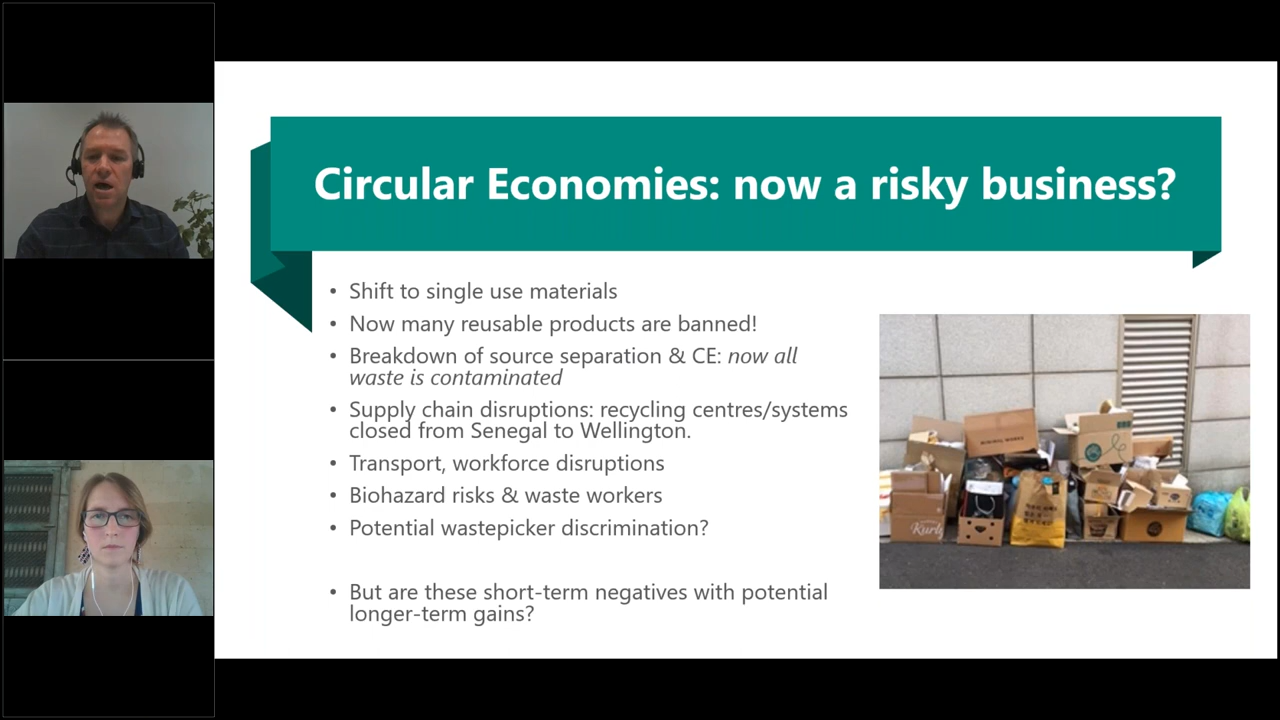 Circular Economies: now a risky business?
• Shift to single use materials
• Now many reusable products are banned!
• Breakdown of source separation & CE: now all
waste is contaminated
• Supply chain disruptions: recycling centres/systems
closed from Senegal to Wellington.
• Transport, workforce disruptions
• Biohazard risks & waste workers
• Potential wastepicker discrimination?
• But are these short-term negatives with potential
longer-term gains?